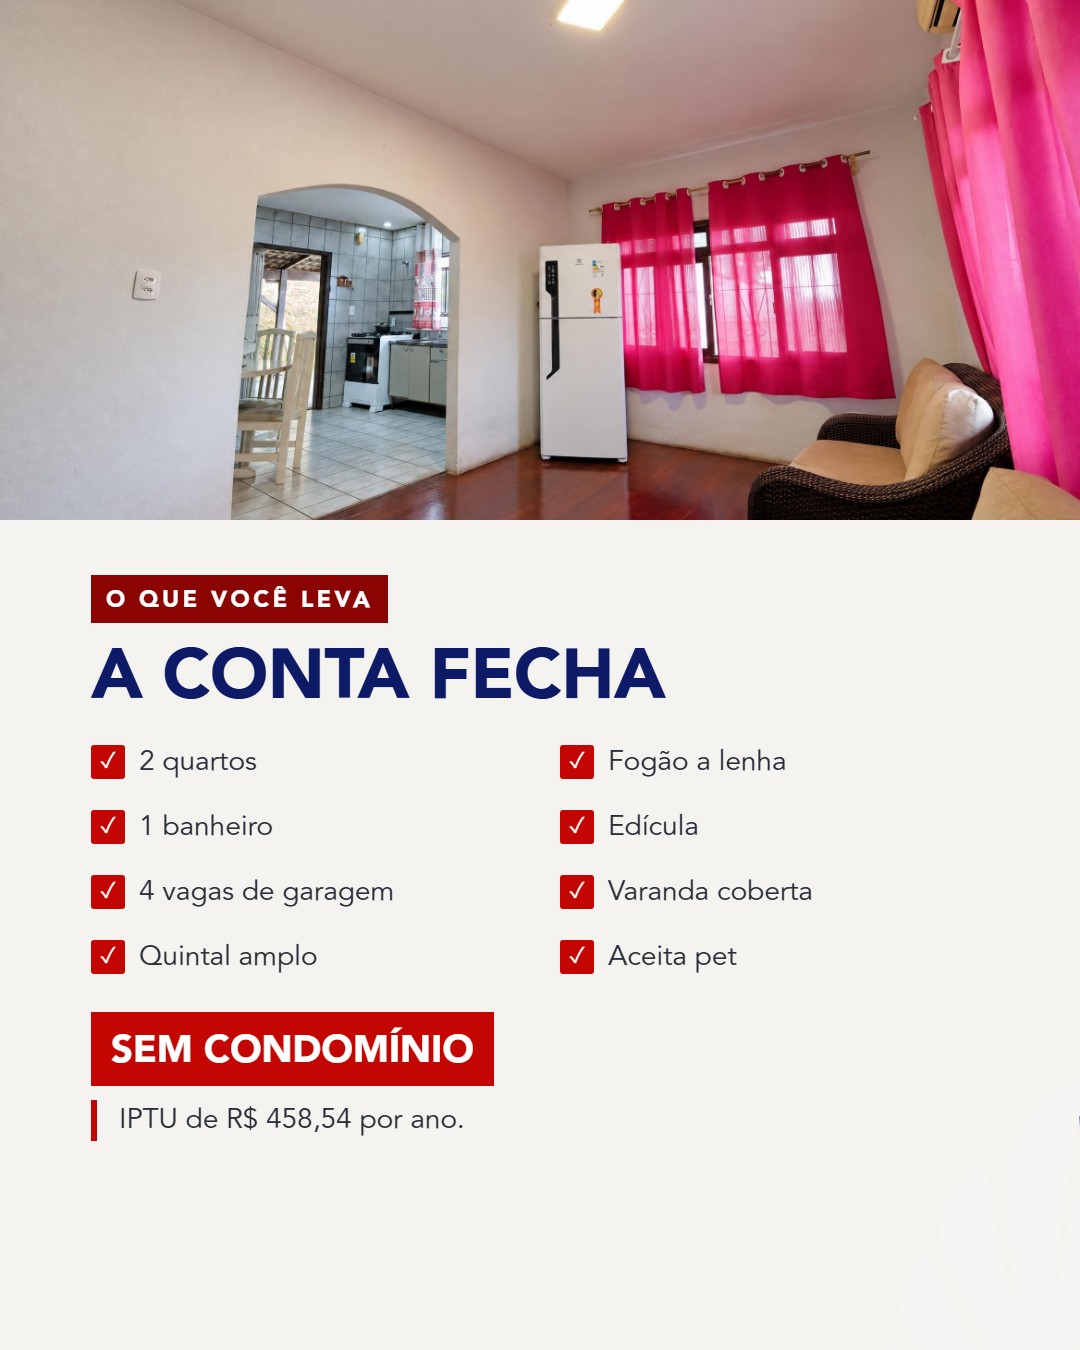 O QUE VOCÊ LEVA
A CONTA FECHA
✓ 2 quartos
✓ 1 banheiro
✓ 4 vagas de garagem
✓ Quintal amplo
✓ Fogão a lenha
✓ Edícula
✓ Varanda coberta
✓ Aceita pet
SEM CONDOMÍNIO
IPTU de R$ 458,54 por ano.